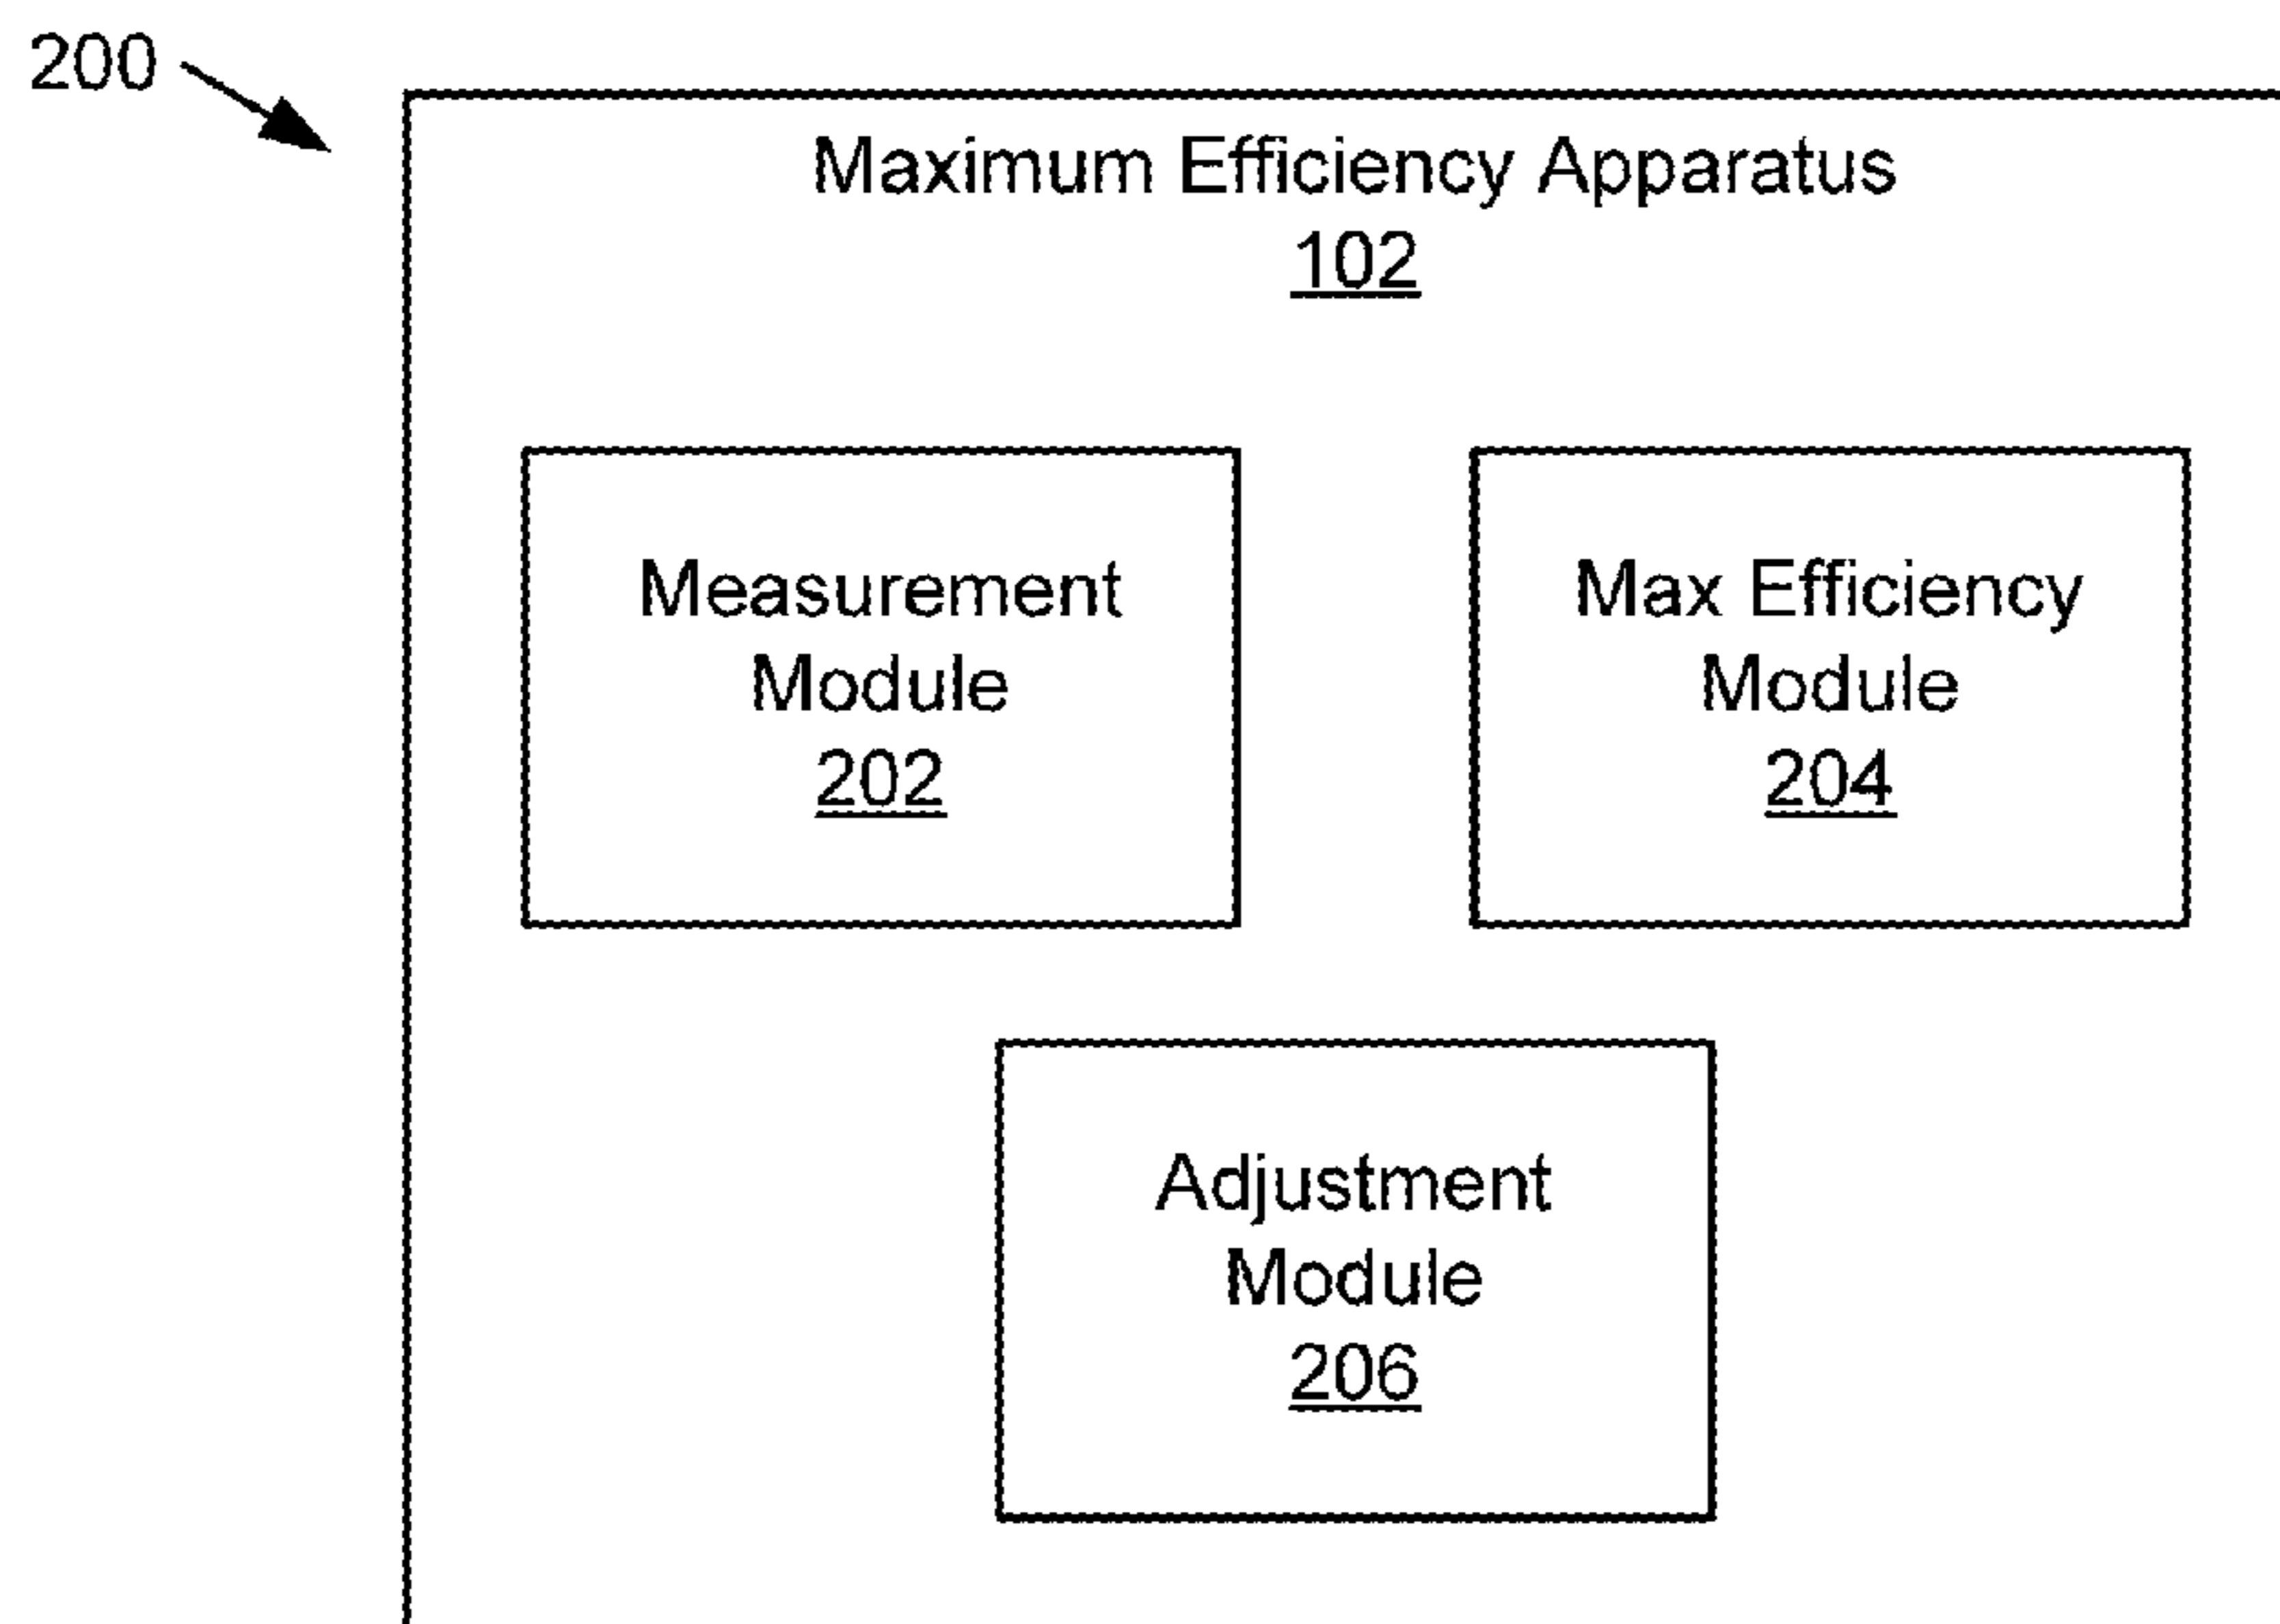 200
Maximum Efficiency Apparatus
102
Measurement
Module
202
Max Efficiency
Module
204
Adjustment
Module
206